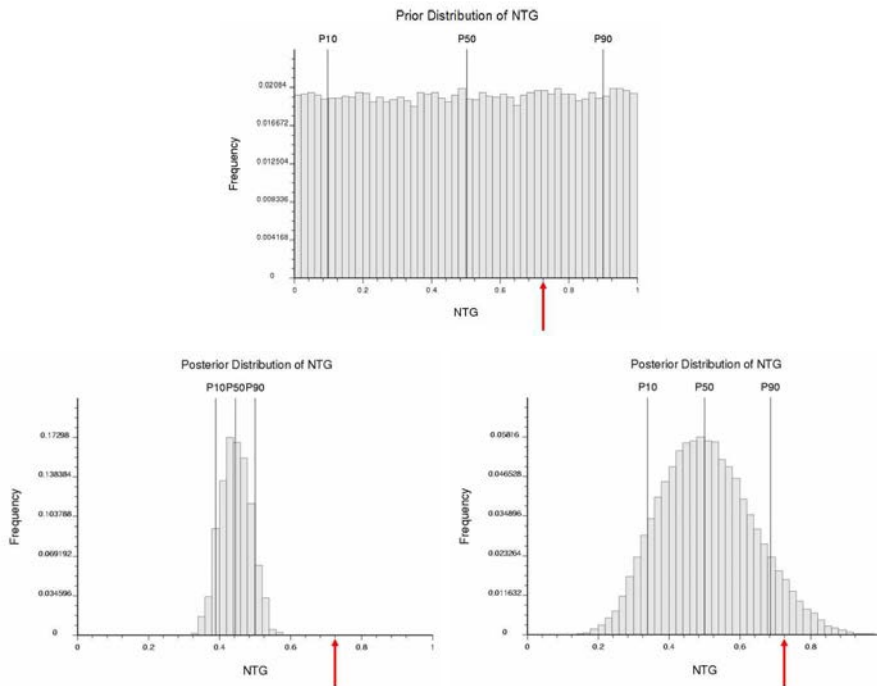 Prior Distribution of NTG
P10 P50 P90
0.02084
0.016672
0.012504
0.008336
0.004168
0
Frequency
0 0.2 0.4 0.6 0.8 1
NTG
Posterior Distribution of NTG
P10 P50 P90
0.17298
0.138384
0.103788
0.069192
0.034596
0
Frequency
0 0.2 0.4 0.6 0.8 1
NTG
Posterior Distribution of NTG
P10 P50 P90
0.05816
0.046528
0.034896
0.023264
0.011632
0
Frequency
0 0.2 0.4 0.6 0.8
NTG